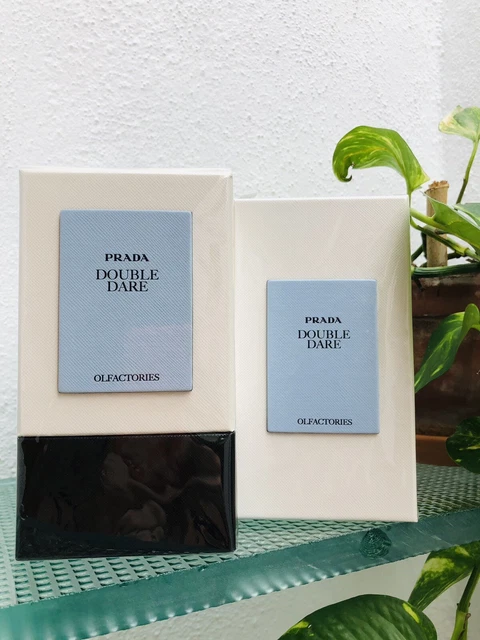 PRADA
DOUBLE
DARE
OLFACTORIES
PRADA
DOUBLE
DARE
OLFACTORIES